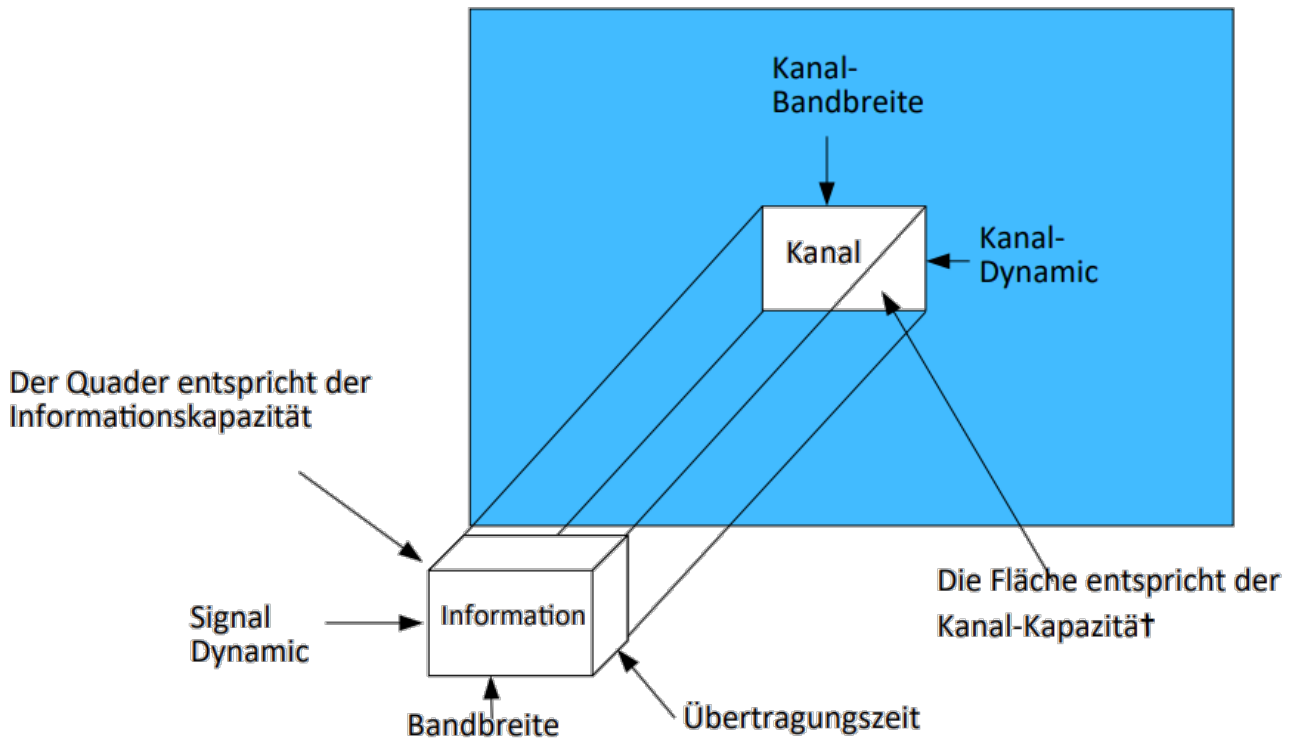 Kanal-
Bandbreite
Kanal
Kanal-
Dynamic
Der Quader entspricht der
Informationskapazität
Signal
Dynamic
Information
Die Fläche entspricht der
Kanal-Kapazität
Übertragungszeit
Bandbreite